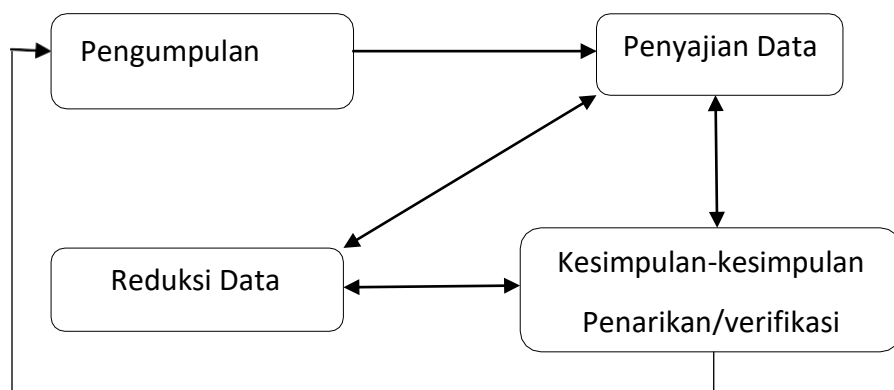 Pengumpulan
Penyajian Data
Reduksi Data
Kesimpulan-kesimpulan
Penarikan/verifikasi